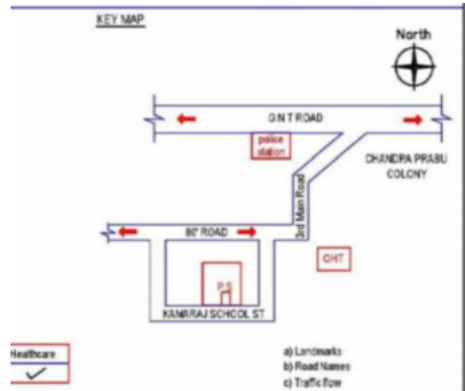 KEY MAP
North
G N T ROAD
police
station
CHANDRA PRABU
COLONY
3rd Main Road
80' ROAD
OHT
P S
KAMARAJ SCHOOL ST
Healthcare
a) Landmarks
b) Road Names
c) Traffic flow